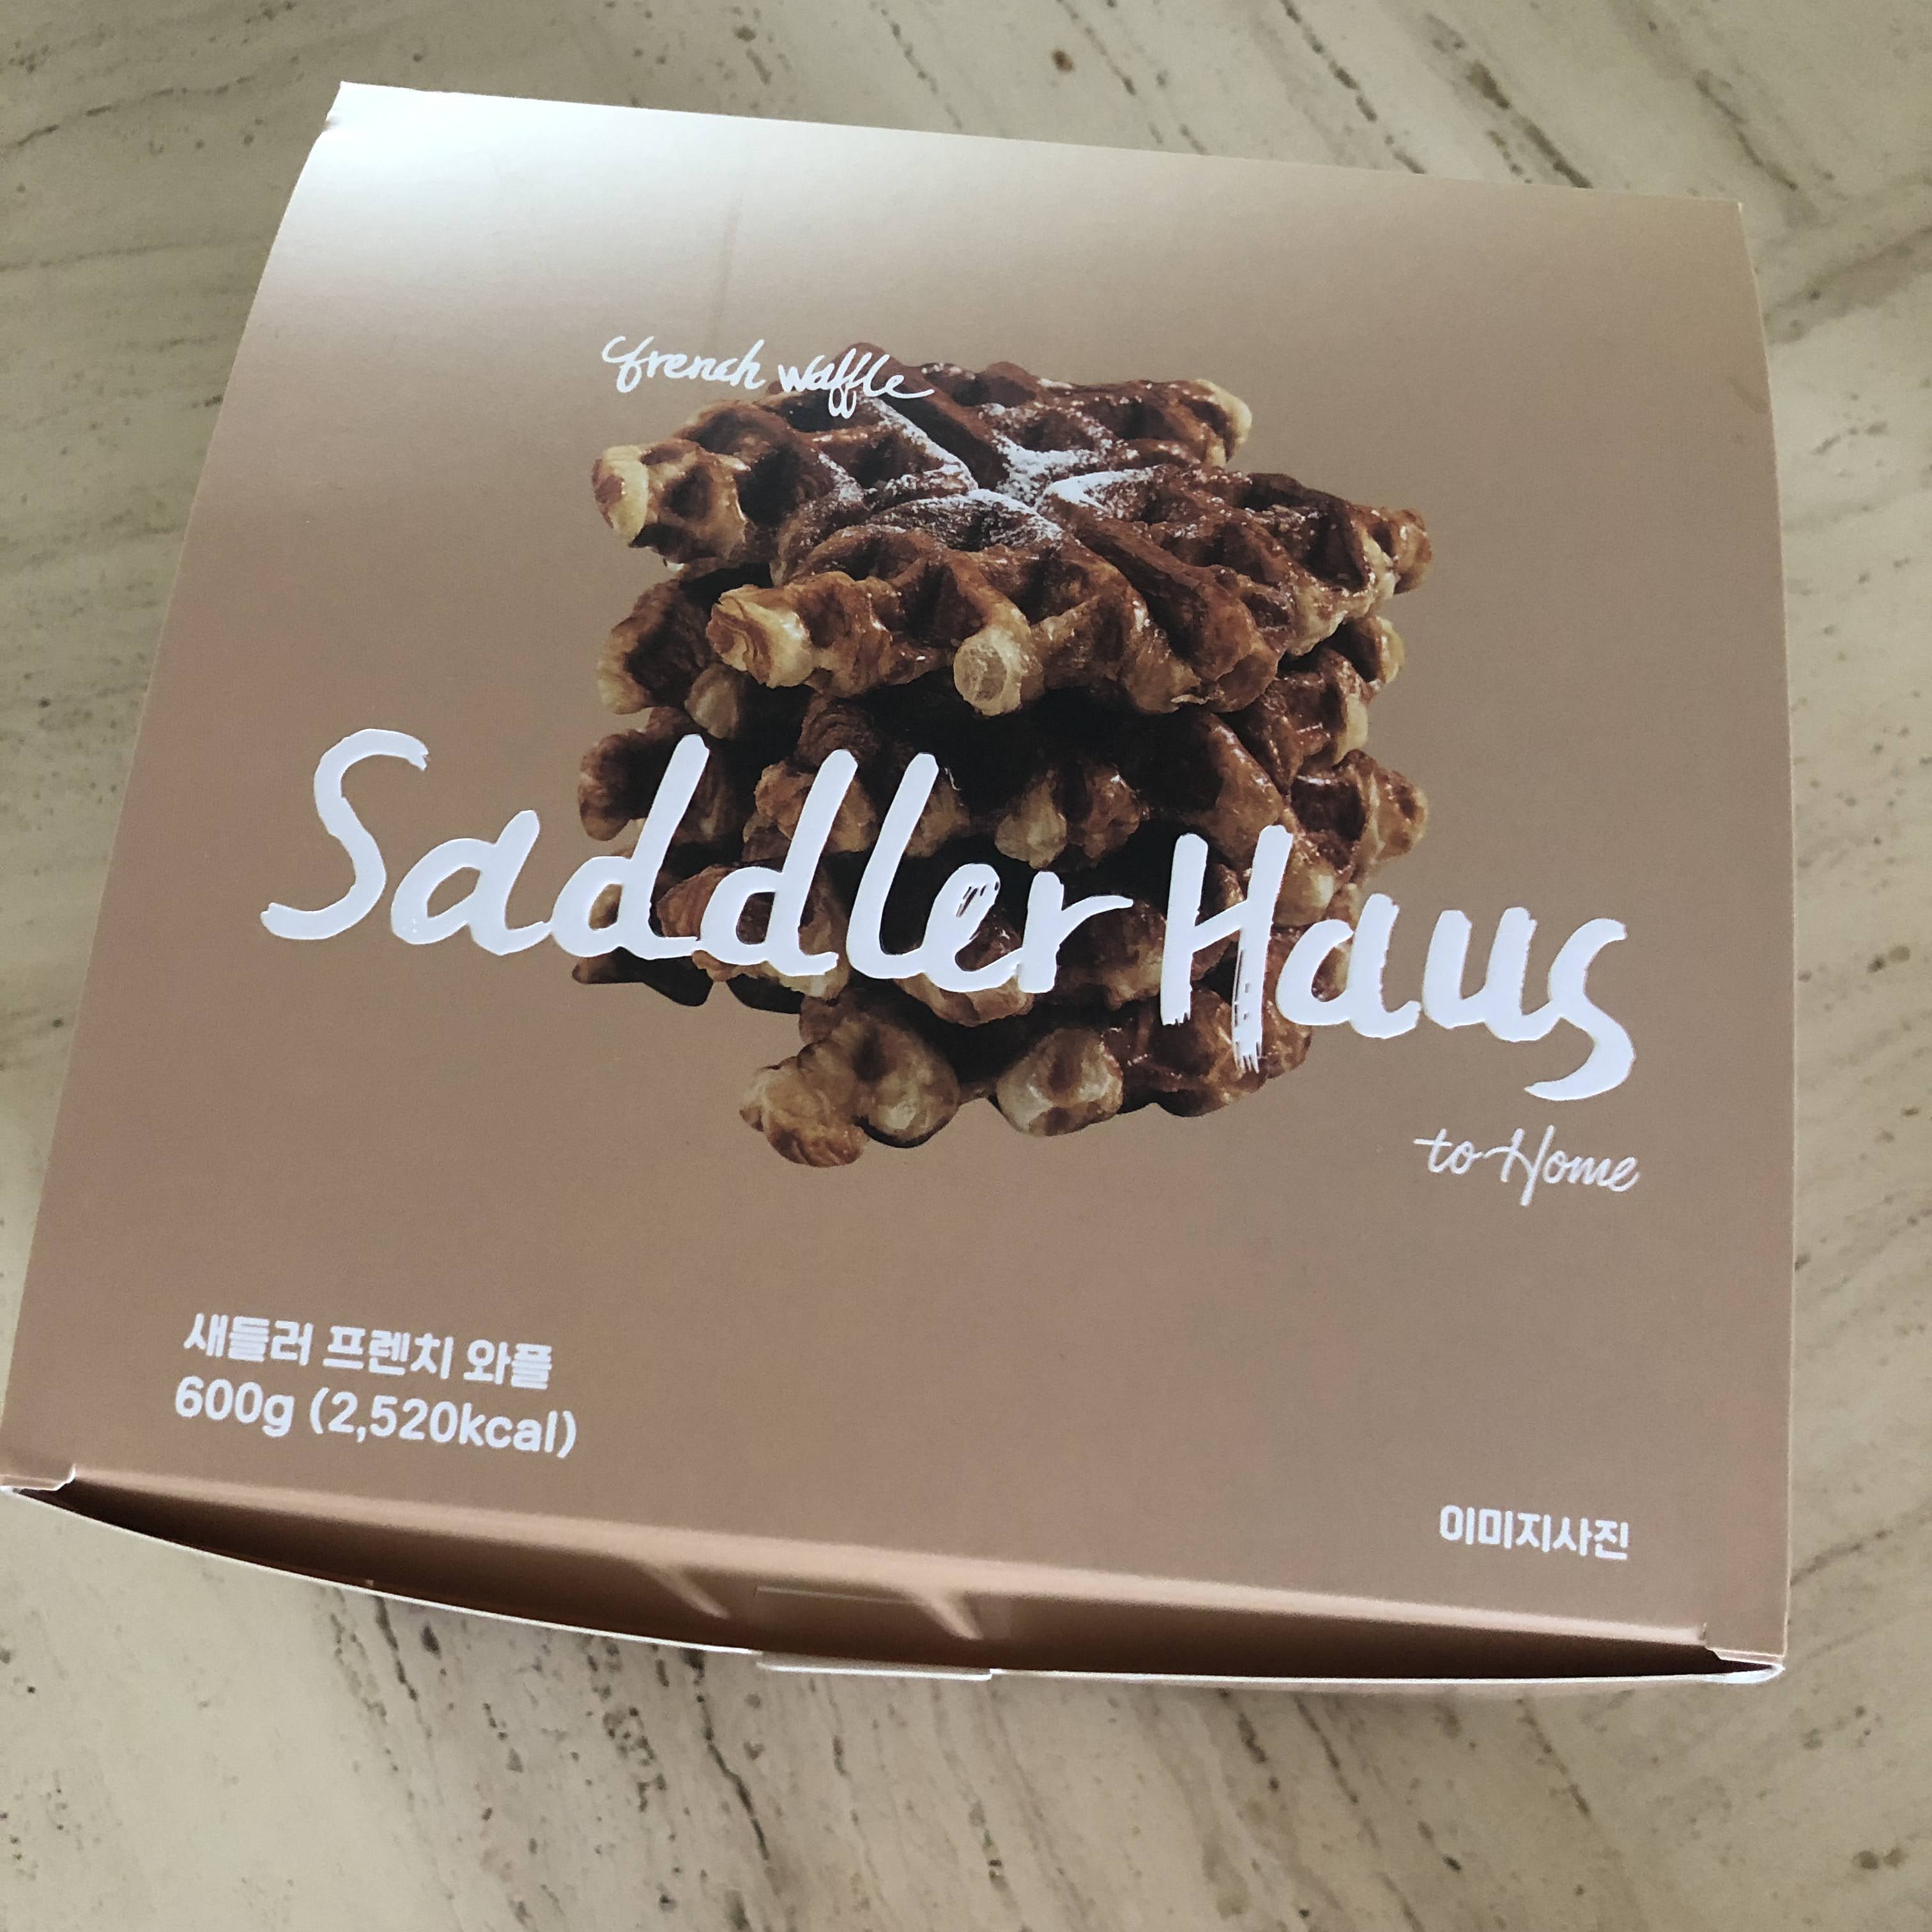 french waffle
Saddler Haus
to Home
새들러 프렌치 와플
600g (2,520kcal)
이미지사진